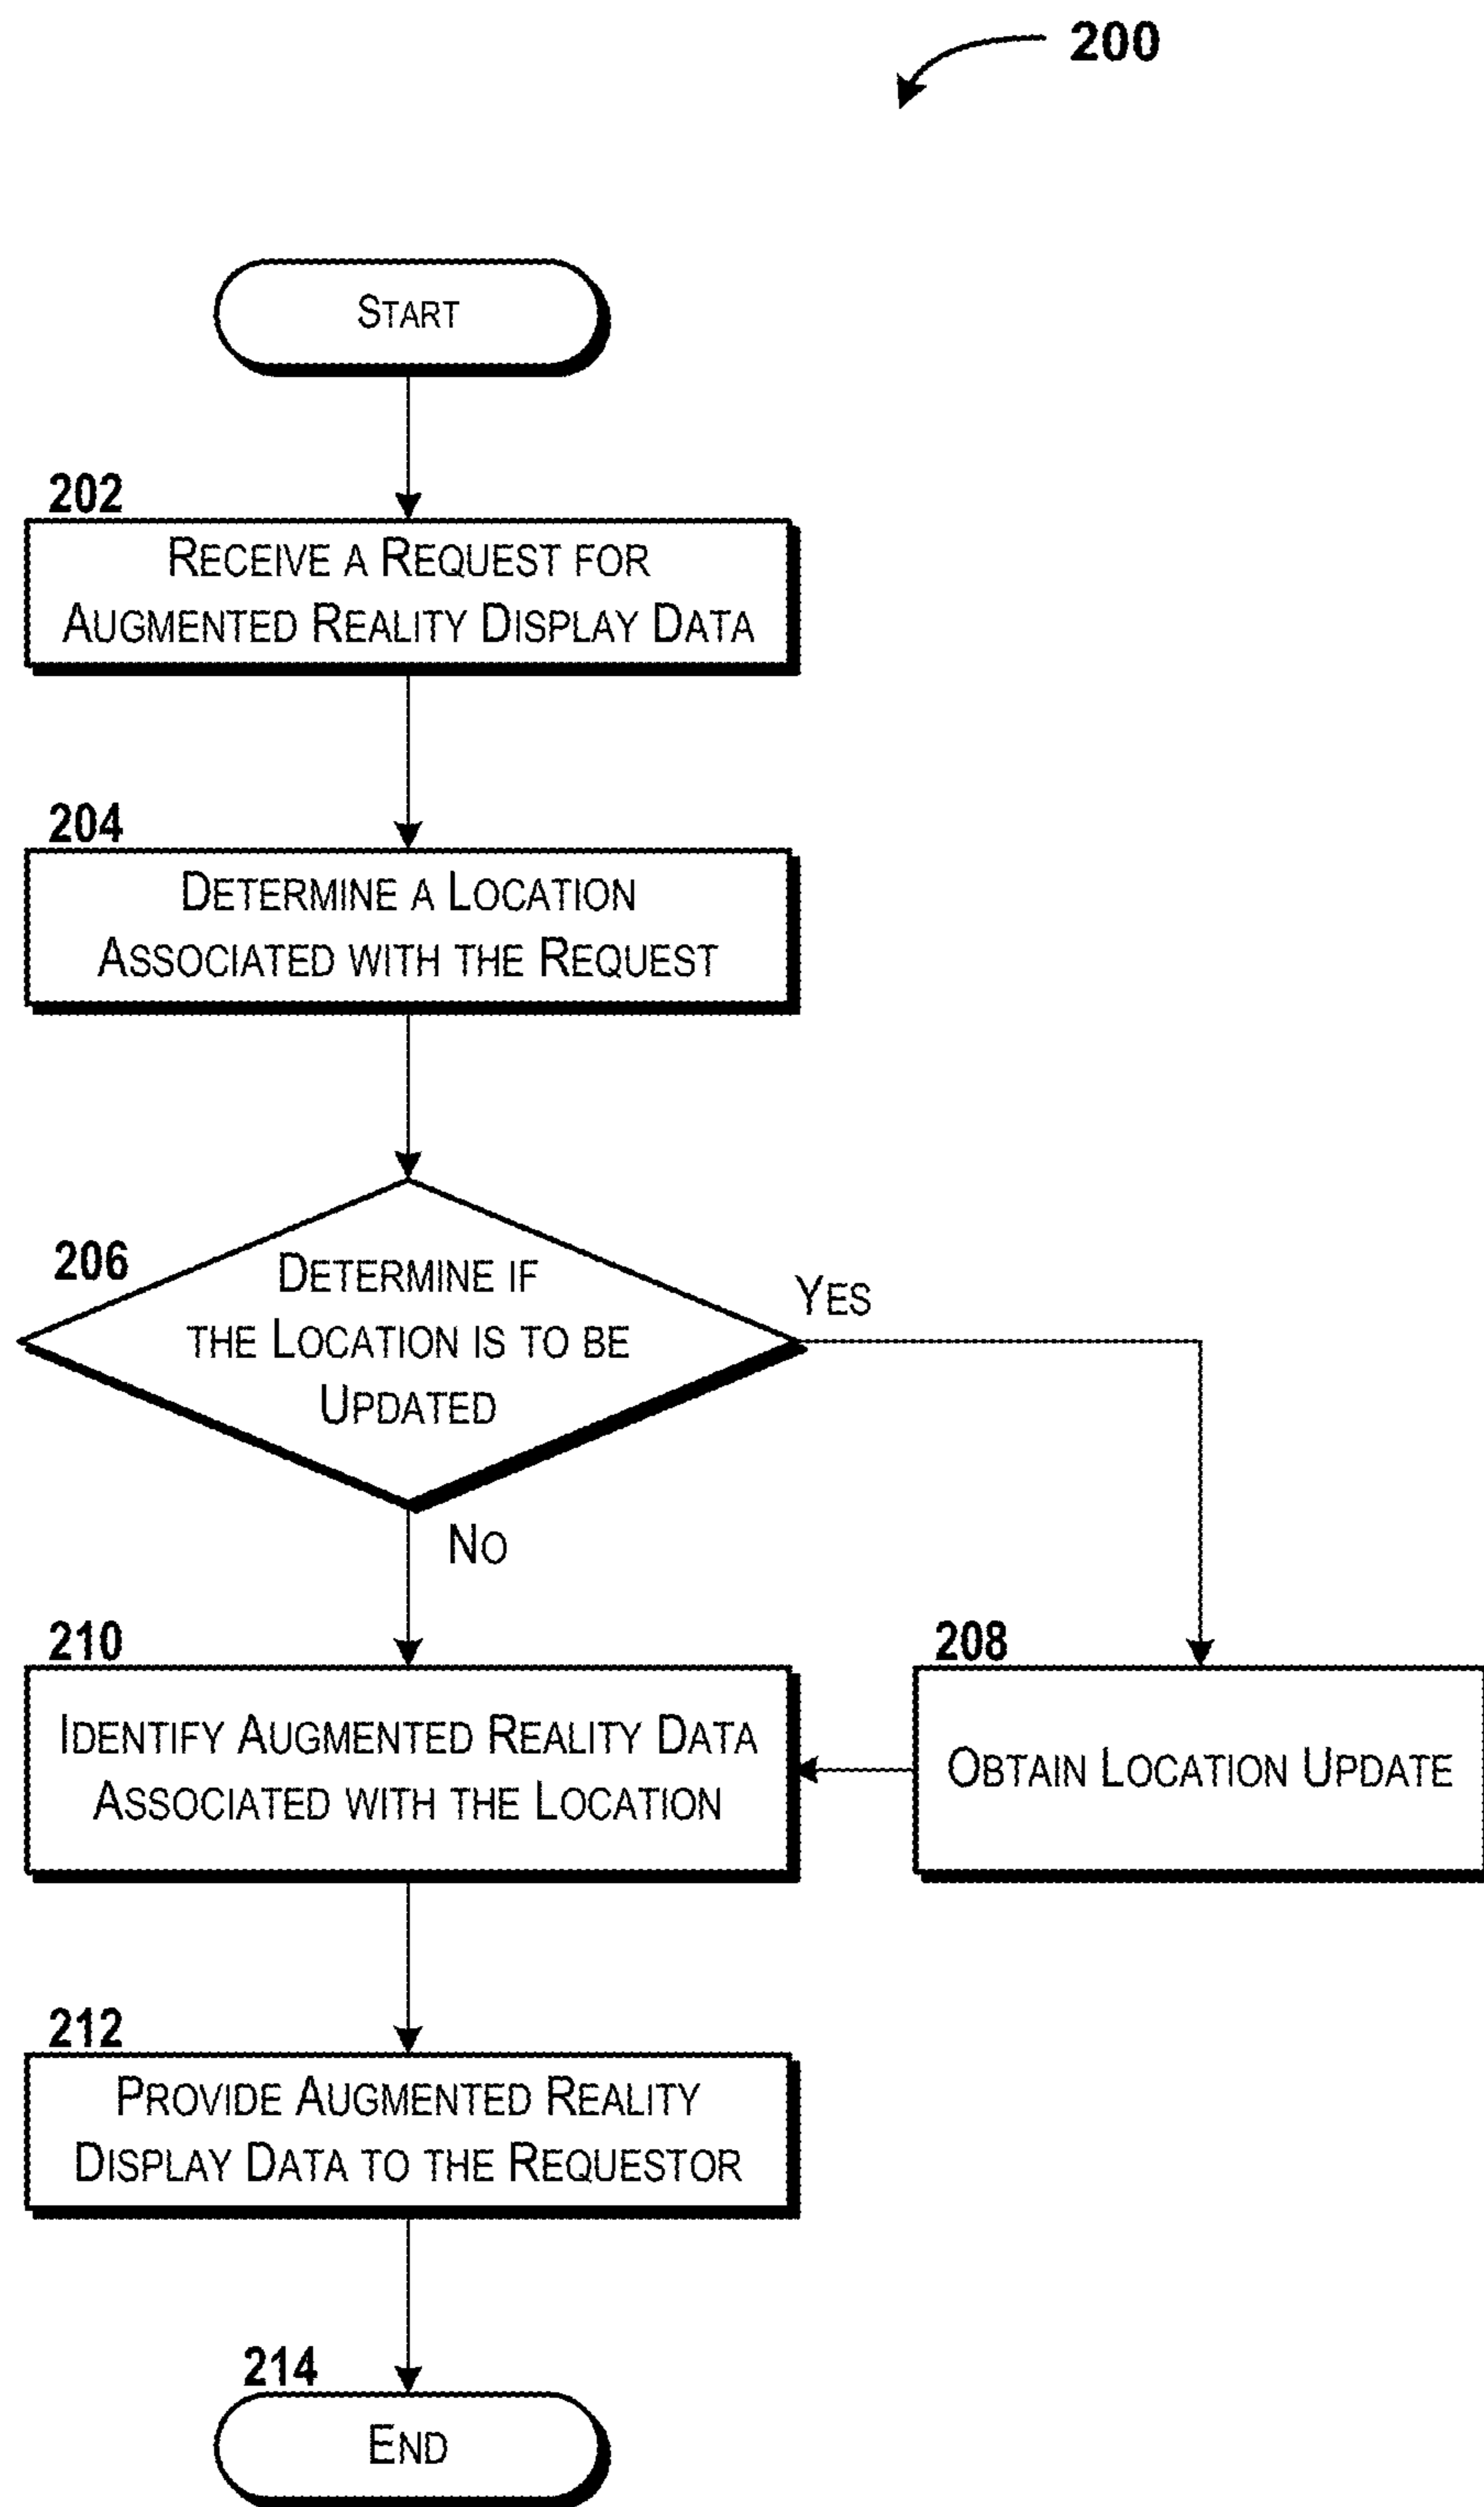 200
START
202
RECEIVE A REQUEST FOR
AUGMENTED REALITY DISPLAY DATA
204
DETERMINE A LOCATION
ASSOCIATED WITH THE REQUEST
206
DETERMINE IF
THE LOCATION IS TO BE
UPDATED
YES
NO
210
IDENTIFY AUGMENTED REALITY DATA
ASSOCIATED WITH THE LOCATION
208
OBTAIN LOCATION UPDATE
212
PROVIDE AUGMENTED REALITY
DISPLAY DATA TO THE REQUESTOR
214
END